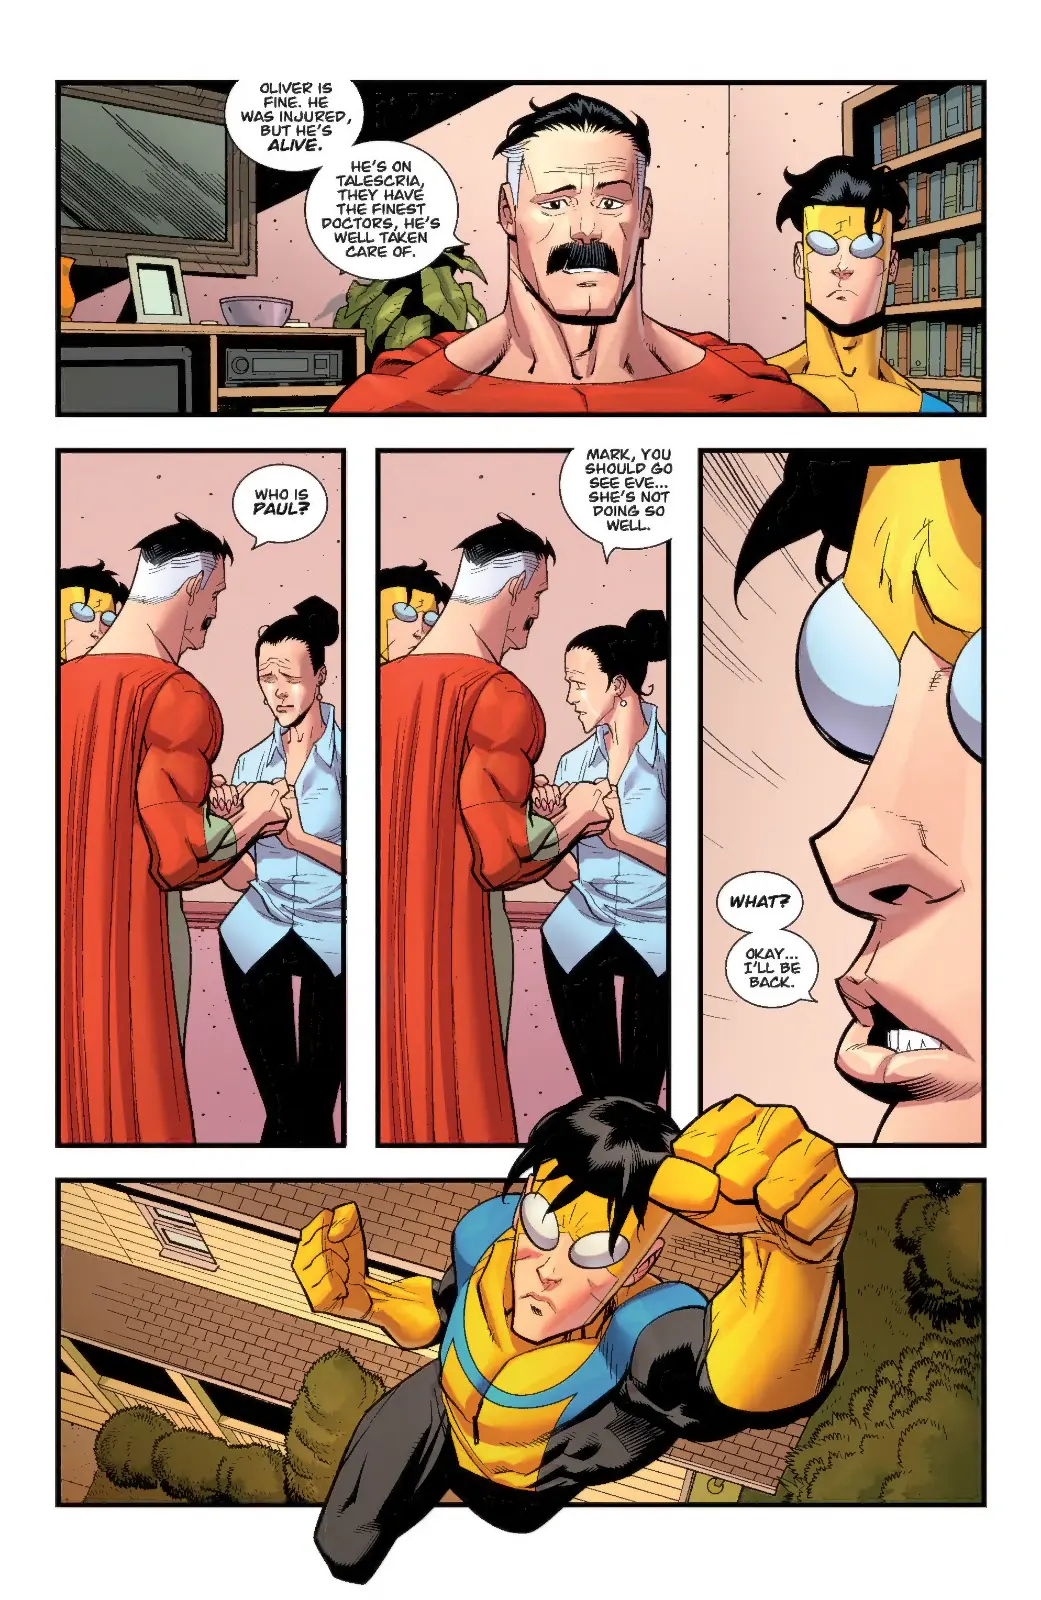 OLIVER IS
FINE. HE
WAS INJURED,
BUT HE'S
ALIVE.
HE'S ON
TALESCRIA,
THEY HAVE
THE FINEST
DOCTORS, HE'S
WELL TAKEN
CARE OF.
WHO IS
PAUL?
MARK, YOU
SHOULD GO
SEE EVE...
SHE'S NOT
DOING SO
WELL.
WHAT?
OKAY...
I'LL BE
BACK.